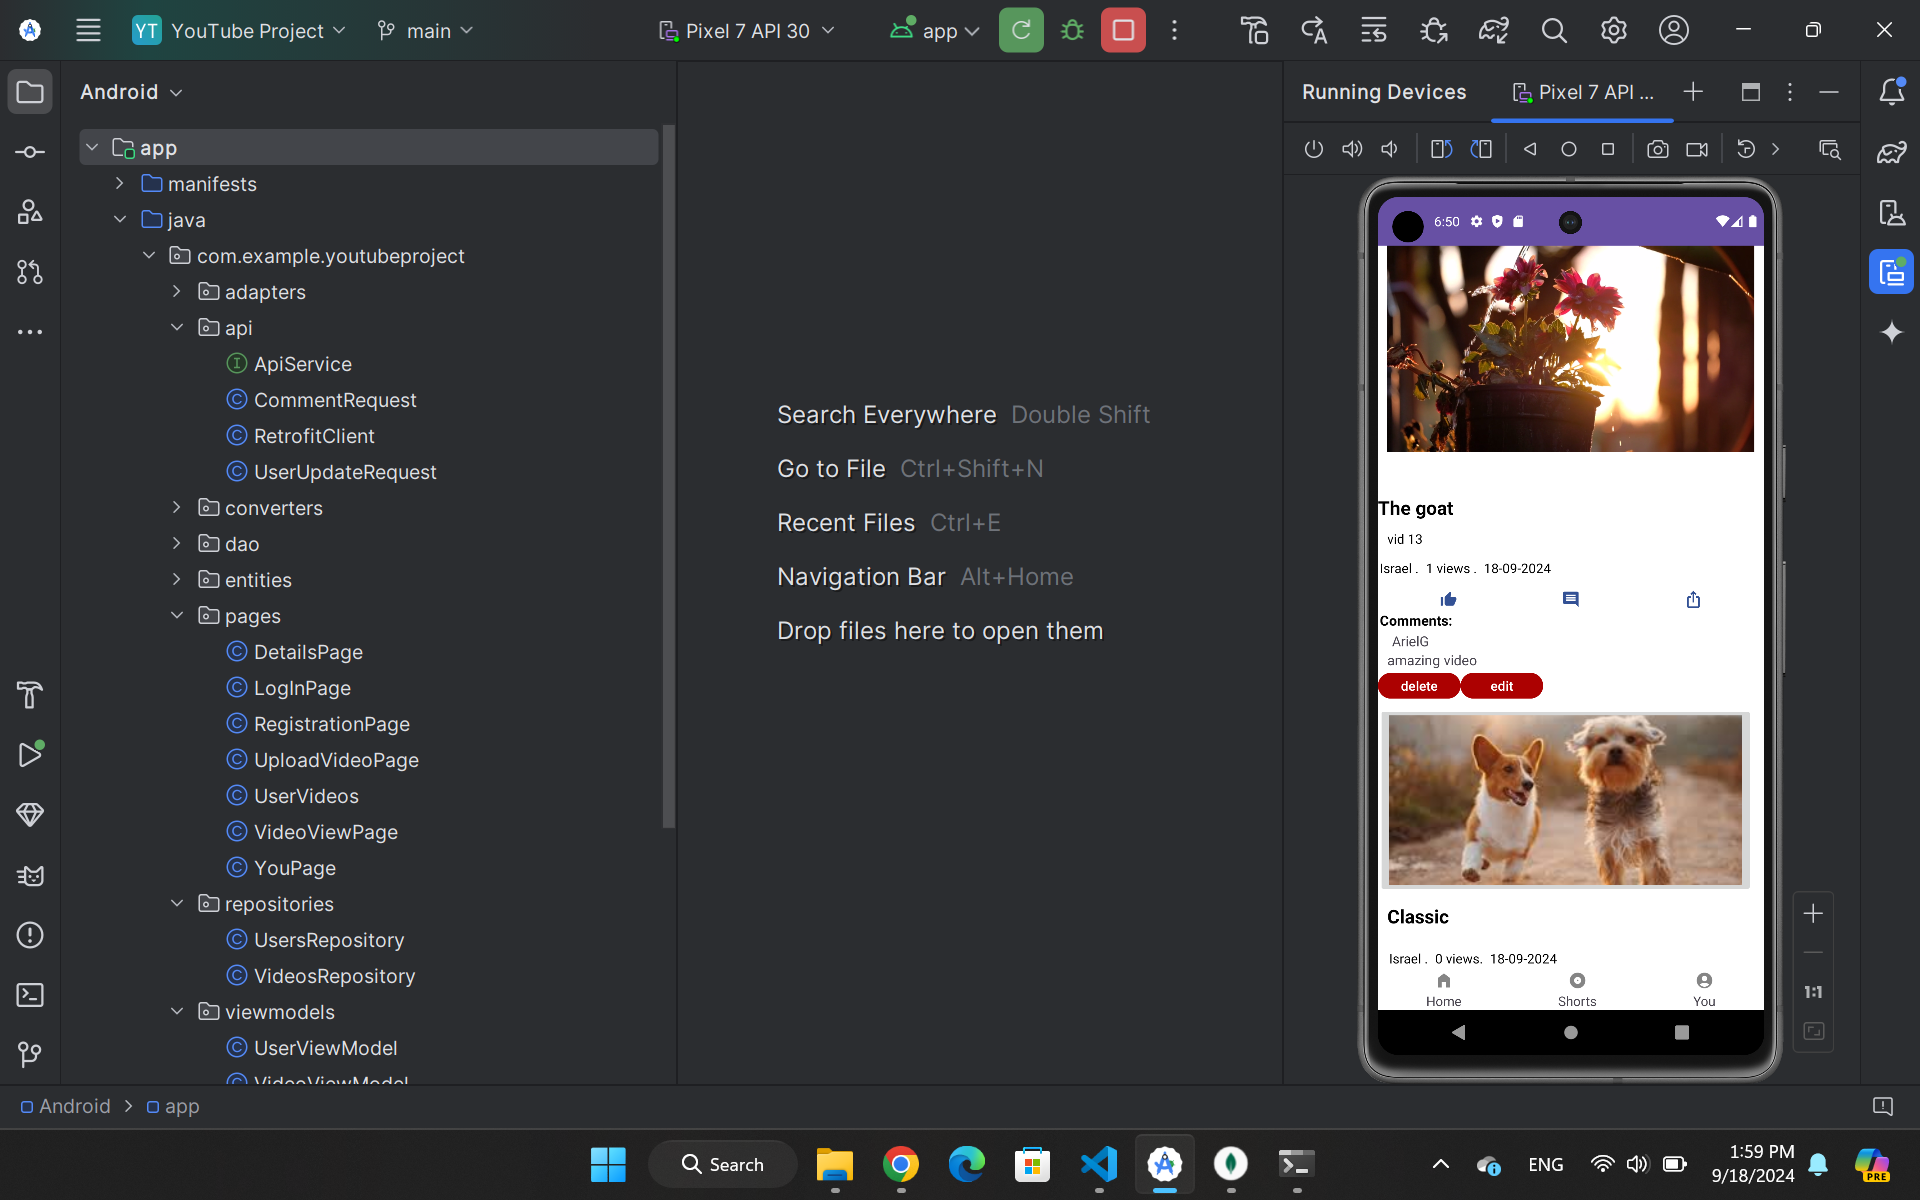 YT YouTube Project main Pixel 7 API 30 app
Android
app
manifests
java
com.example.youtubeproject
adapters
api
ApiService
CommentRequest
RetrofitClient
UserUpdateRequest
converters
dao
entities
pages
DetailsPage
LogInPage
RegistrationPage
UploadVideoPage
UserVideos
VideoViewPage
YouPage
repositories
UsersRepository
VideosRepository
viewmodels
UserViewModel
VideoViewModel
Search Everywhere Double Shift
Go to File Ctrl+Shift+N
Recent Files Ctrl+E
Navigation Bar Alt+Home
Drop files here to open them
Running Devices Pixel 7 API ...
6:50
The goat
vid 13
Israel . 1 views . 18-09-2024
Comments:
ArielG
amazing video
delete edit
Classic
Israel . 0 views. 18-09-2024
Home Shorts You
1:1
Android > app
Search
ENG
1:59 PM
9/18/2024
PRE